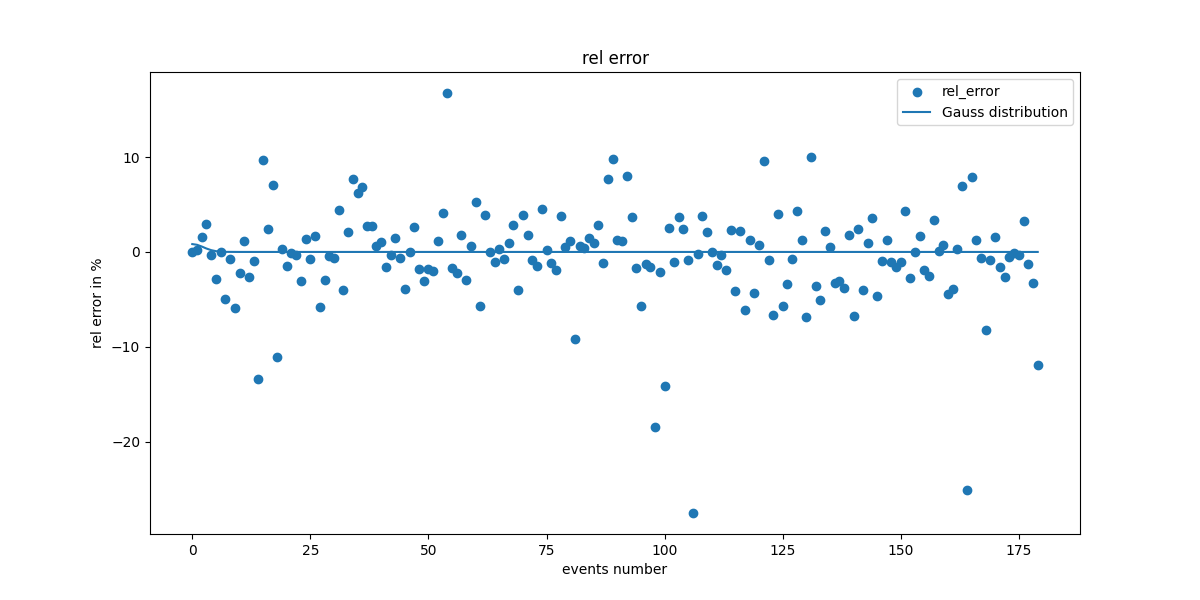 rel error
rel_error
Gauss distribution
10
0
−10
−20
rel error in %
0 25 50 75 100 125 150 175
events number